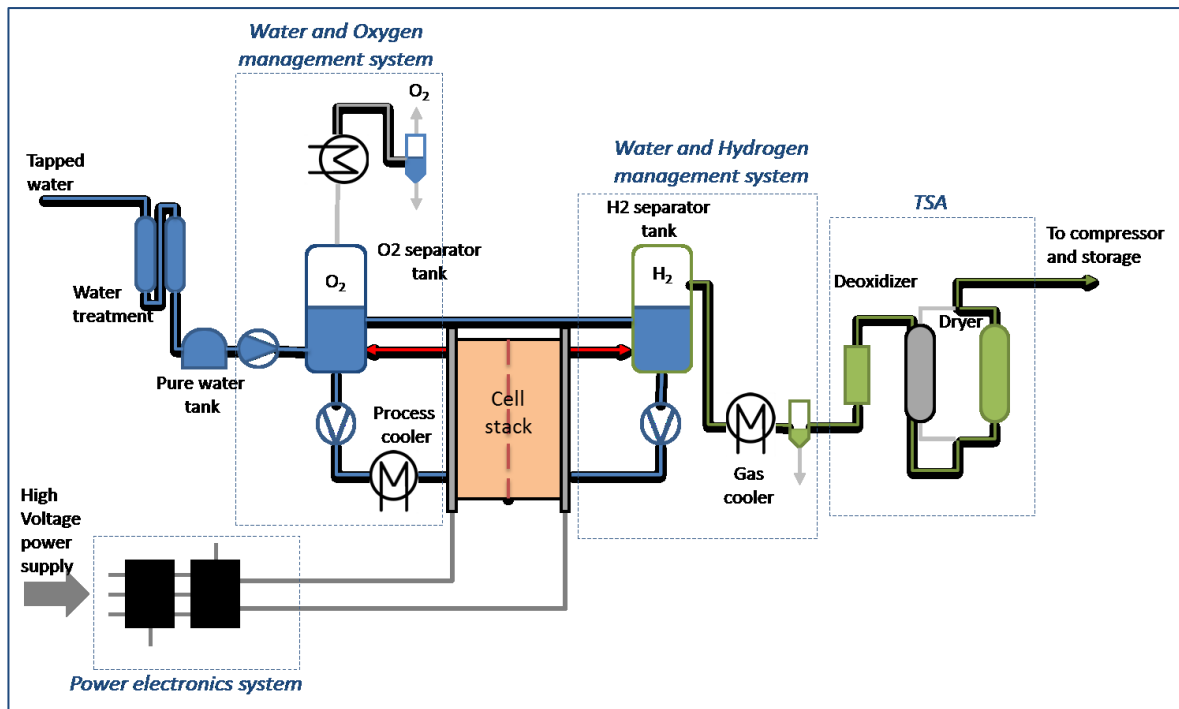 Water and Oxygen
management system
O₂
Tapped
water
Water and Hydrogen
management system
H2 separator
tank
TSA
To compressor
and storage
O2 separator
tank
O₂
H₂
Deoxidizer
Water
treatment
Dryer
Pure water
tank
Process
cooler
Cell
stack
Gas
cooler
High
Voltage
power
supply
Power electronics system